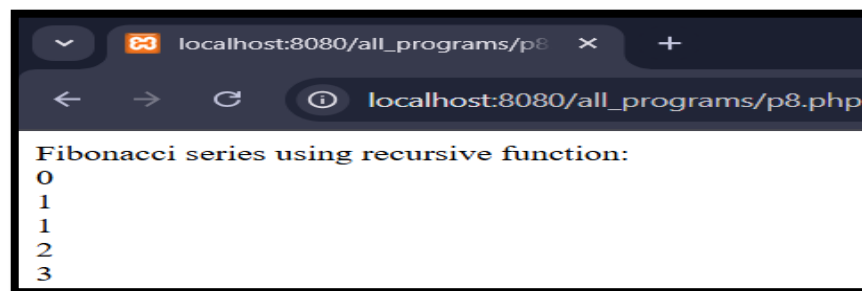 localhost:8080/all_programs/p8
localhost:8080/all_programs/p8.php
Fibonacci series using recursive function:
0
1
1
2
3